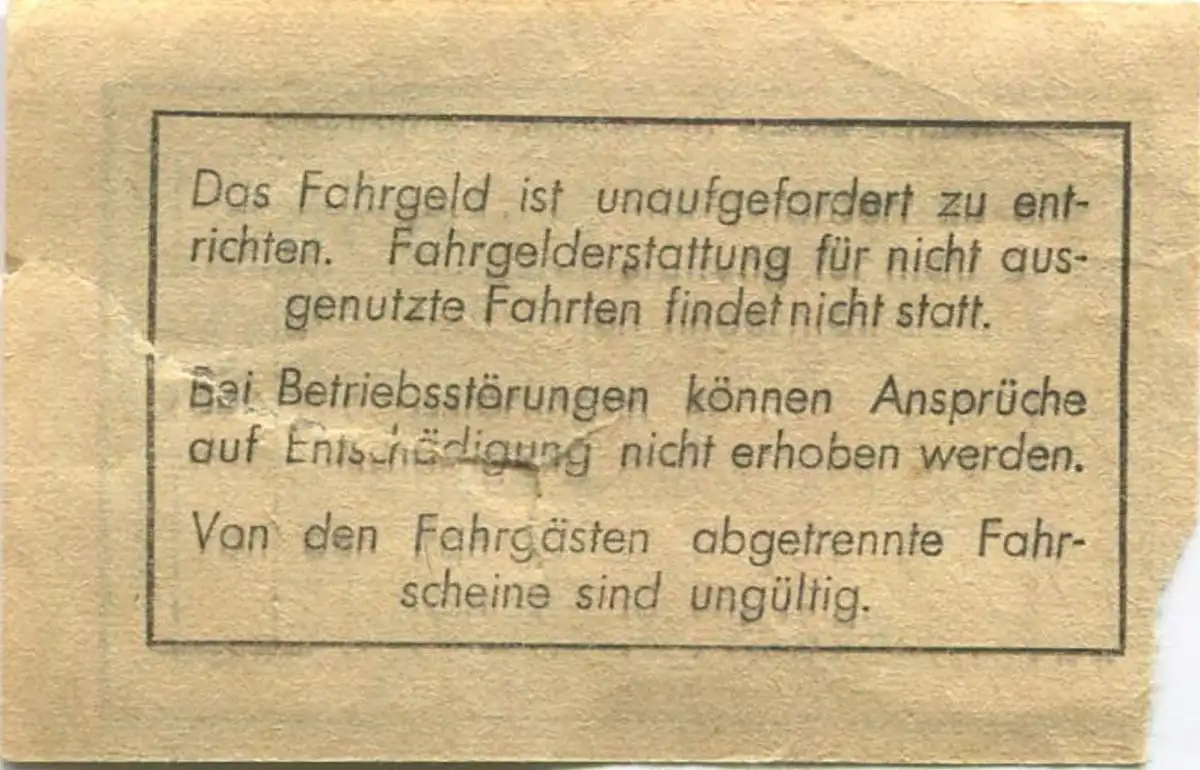 Das Fahrgeld ist unaufgefordert zu ent-
richten. Fahrgelderstattung für nicht aus-
genutzte Fahrten findet nicht statt.
Bei Betriebsstörungen können Ansprüche
auf Entschädigung nicht erhoben werden.
Von den Fahrgästen abgetrennte Fahr-
scheine sind ungültig.